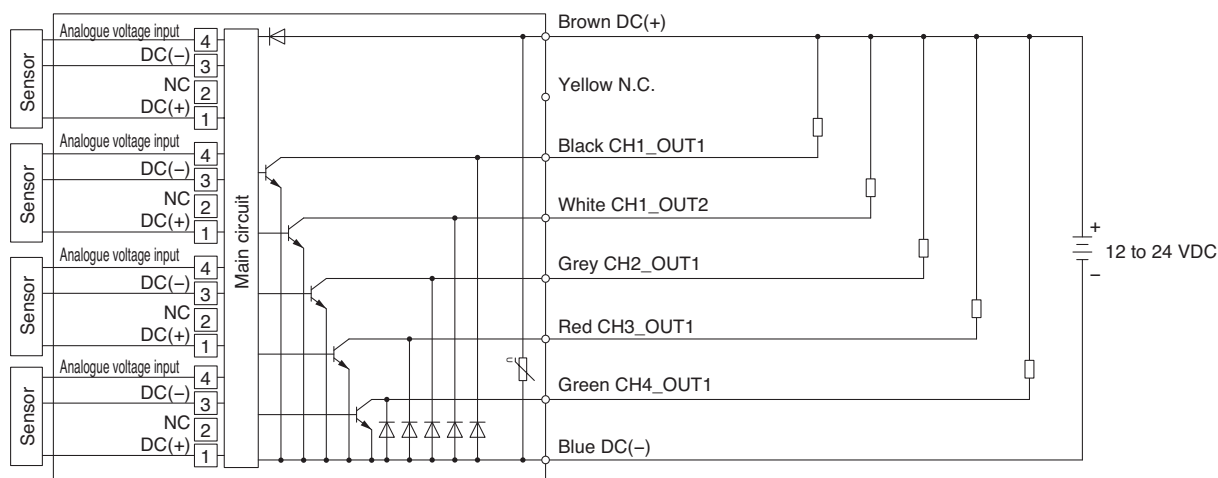 Brown DC(+)
Sensor
Analogue voltage input 4
DC(−) 3
NC 2
DC(+) 1
Yellow N.C.
Sensor
Analogue voltage input 4
DC(−) 3
NC 2
DC(+) 1
Black CH1_OUT1
White CH1_OUT2
Main circuit
Sensor
Analogue voltage input 4
DC(−) 3
NC 2
DC(+) 1
Grey CH2_OUT1
+
12 to 24 VDC
−
Red CH3_OUT1
Sensor
Analogue voltage input 4
DC(−) 3
NC 2
DC(+) 1
U
Green CH4_OUT1
Blue DC(−)